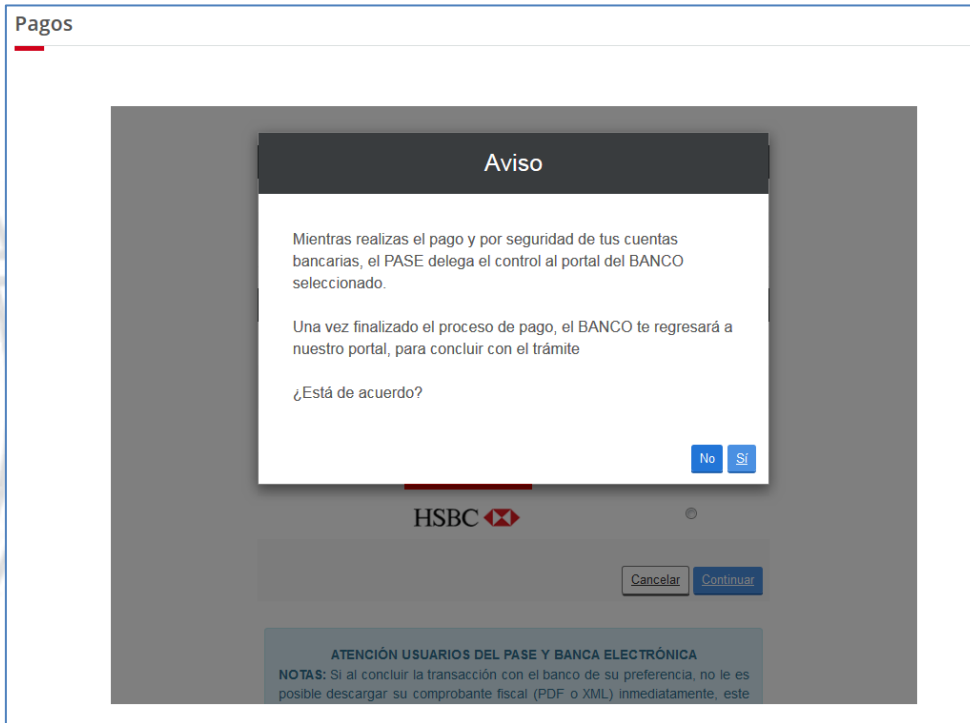 Pagos
Aviso
Mientras realizas el pago y por seguridad de tus cuentas
bancarias, el PASE delega el control al portal del BANCO
seleccionado.
Una vez finalizado el proceso de pago, el BANCO te regresará a
nuestro portal, para concluir con el trámite
¿Está de acuerdo?
No Sí
HSBC
Cancelar Continuar
ATENCIÓN USUARIOS DEL PASE Y BANCA ELECTRÓNICA
NOTAS: Si al concluir la transacción con el banco de su preferencia, no le es
posible descargar su comprobante fiscal (PDF o XML) inmediatamente, este